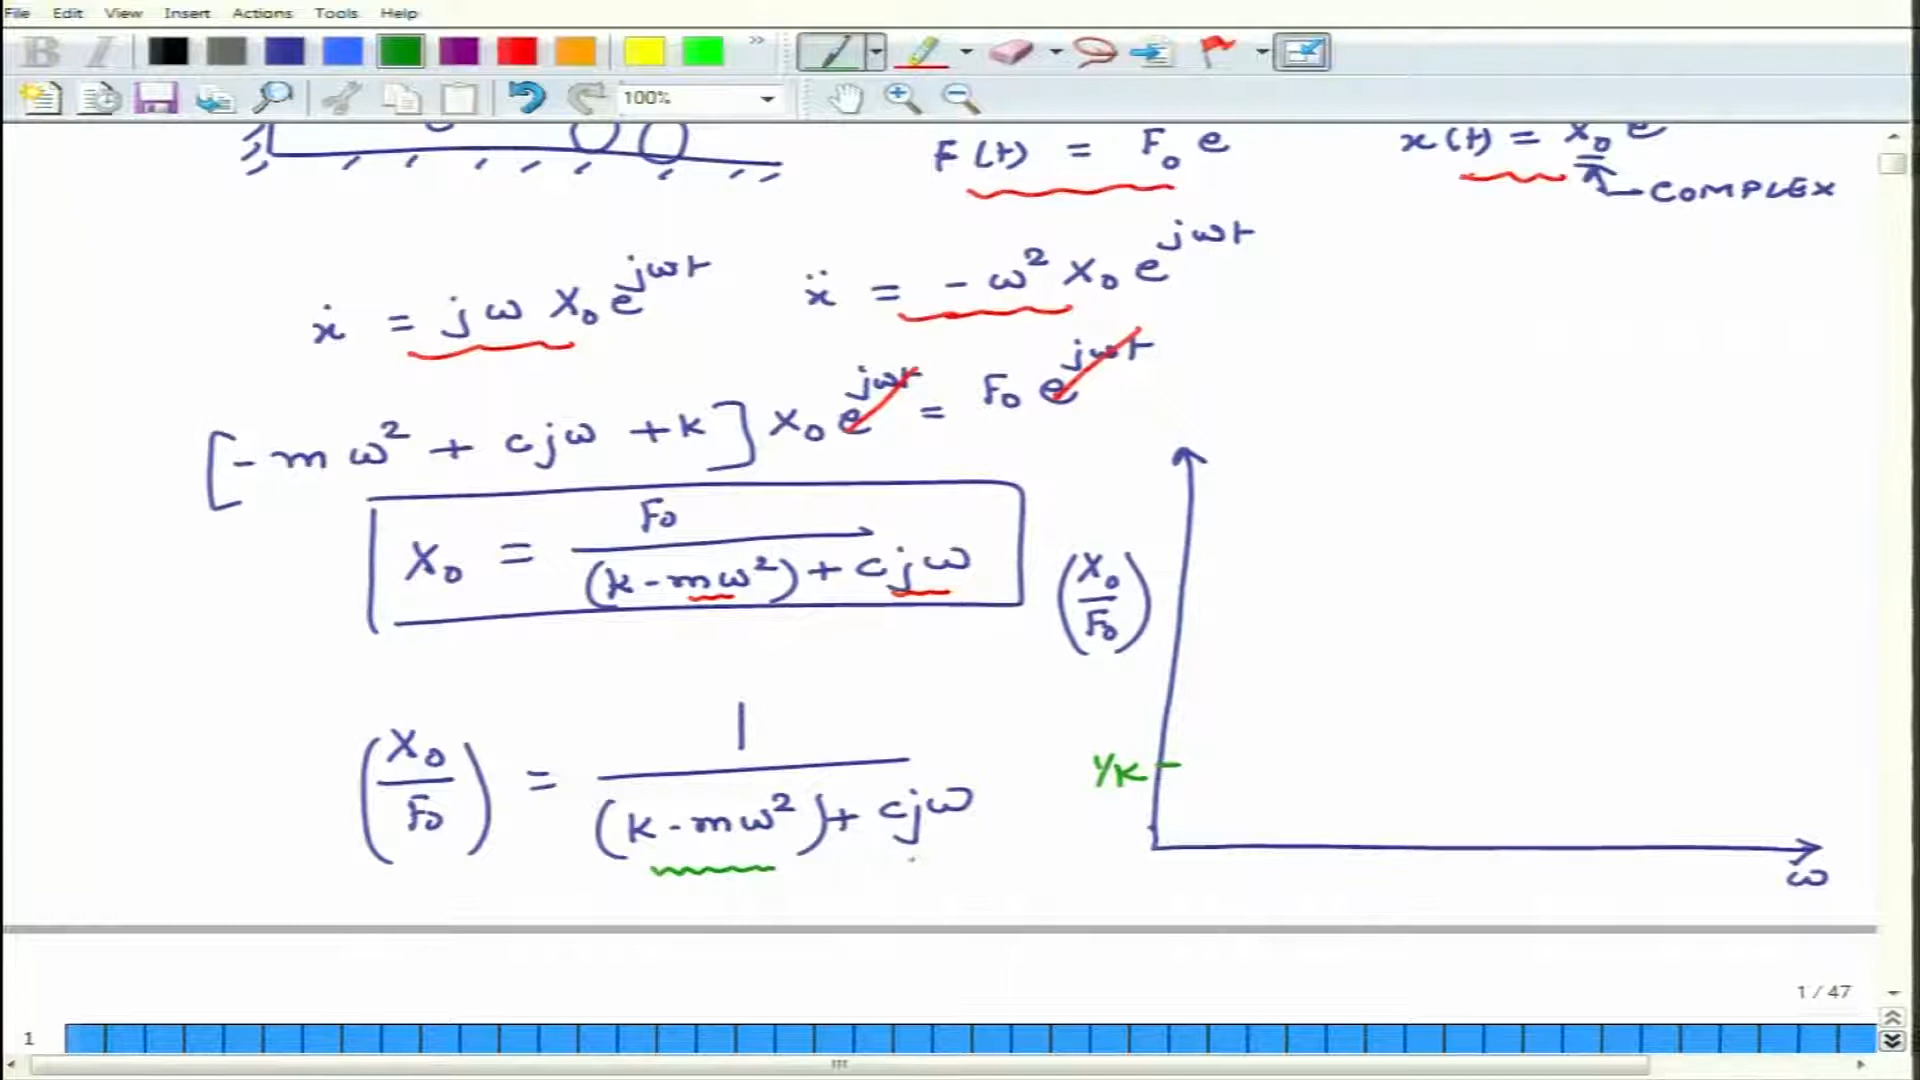 File Edit View Insert Actions Tools Help
B I
100%
F(t) = F₀ e
x(t) = X₀ e
COMPLEX
ẋ = jω X₀ e^jωt
ẍ = -ω² X₀ e^jωt
[-mω² + cjω + k] X₀ e^jωt = F₀ e^jωt
X₀ = F₀ / (k-mω²) + cjω
(X₀/F₀)
1/K
(X₀/F₀) = 1 / (k-mω²) + cjω
ω
1 / 47
1